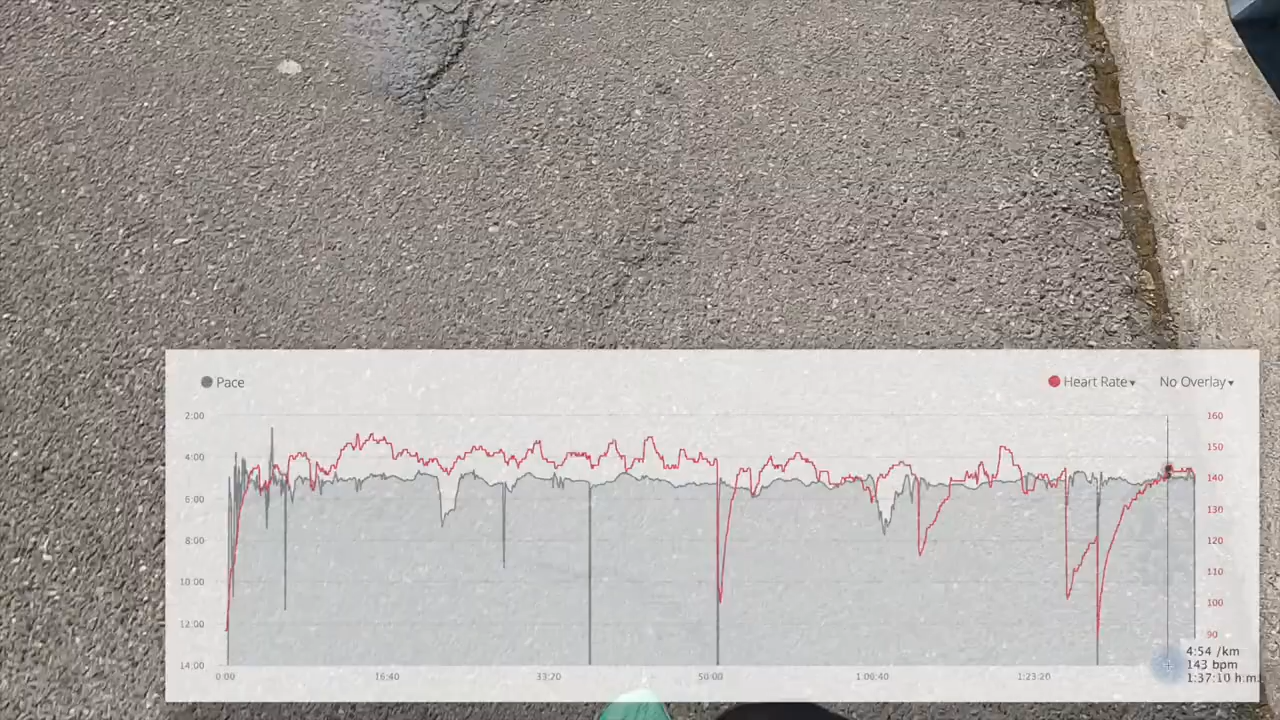 Pace
Heart Rate▾ No Overlay▾
2:00 160
150
4:00
140
6:00
130
8:00 120
110
10:00
100
12:00
90
14:00
4:54 /km
143 bpm
1:37:10 h:m:
0:00 16:40 33:20 50:00 1:06:40 1:23:20